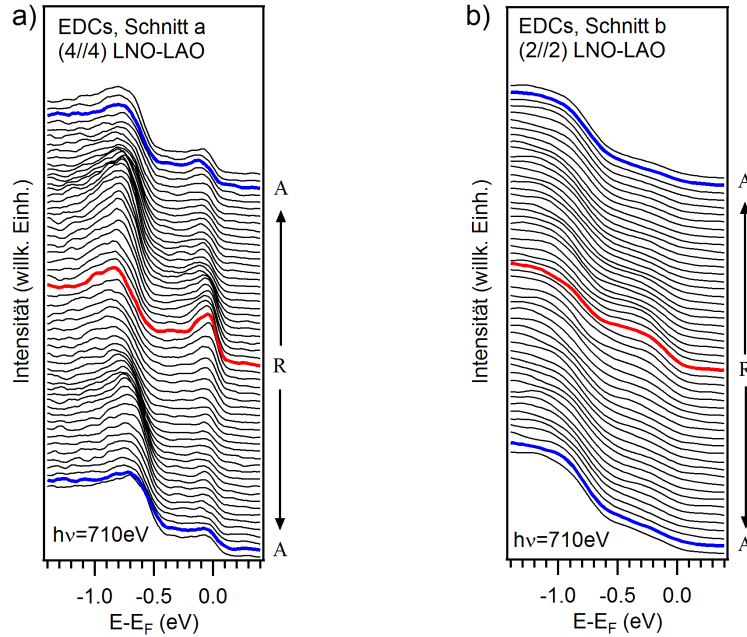 a)
EDCs, Schnitt a
(4//4) LNO-LAO
Intensität (willk. Einh.)
A
R
A
hν=710eV
-1.0 -0.5 0.0
E-EF (eV)
b)
EDCs, Schnitt b
(2//2) LNO-LAO
Intensität (willk. Einh.)
A
R
A
hν=710eV
-1.0 -0.5 0.0
E-EF (eV)